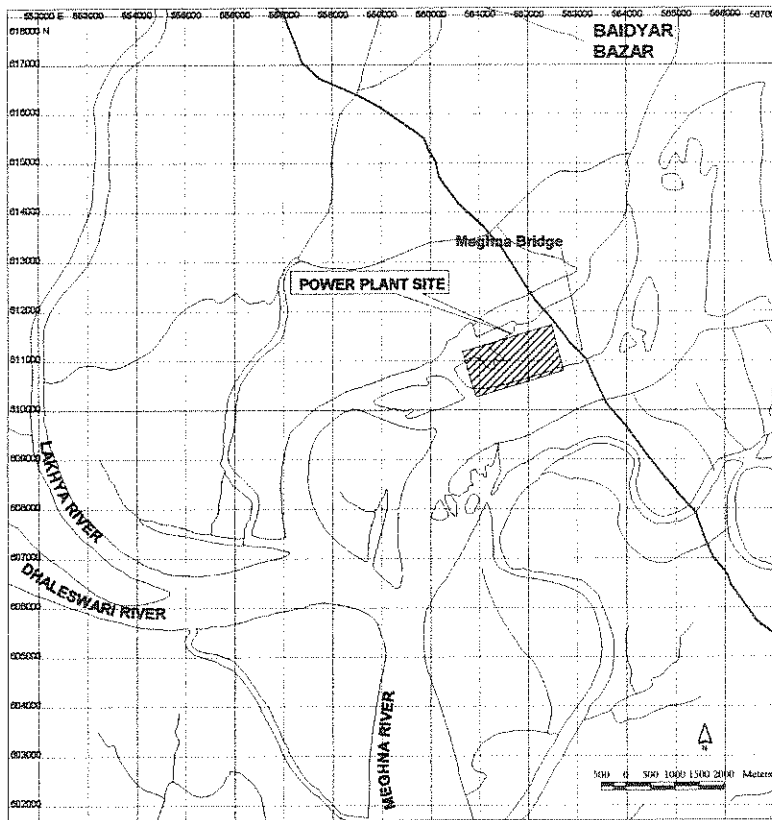 BAIDYAR
BAZAR
618000 N
617000
616000
615000
614000
Meghna Bridge
613000
POWER PLANT SITE
612000
611000
610000
609000
LAKHYA RIVER
608000
607000
DHALESWARI RIVER
606000
605000
604000
MEGHNA RIVER
603000
N
500 0 500 1000 1500 2000 Meters
602000